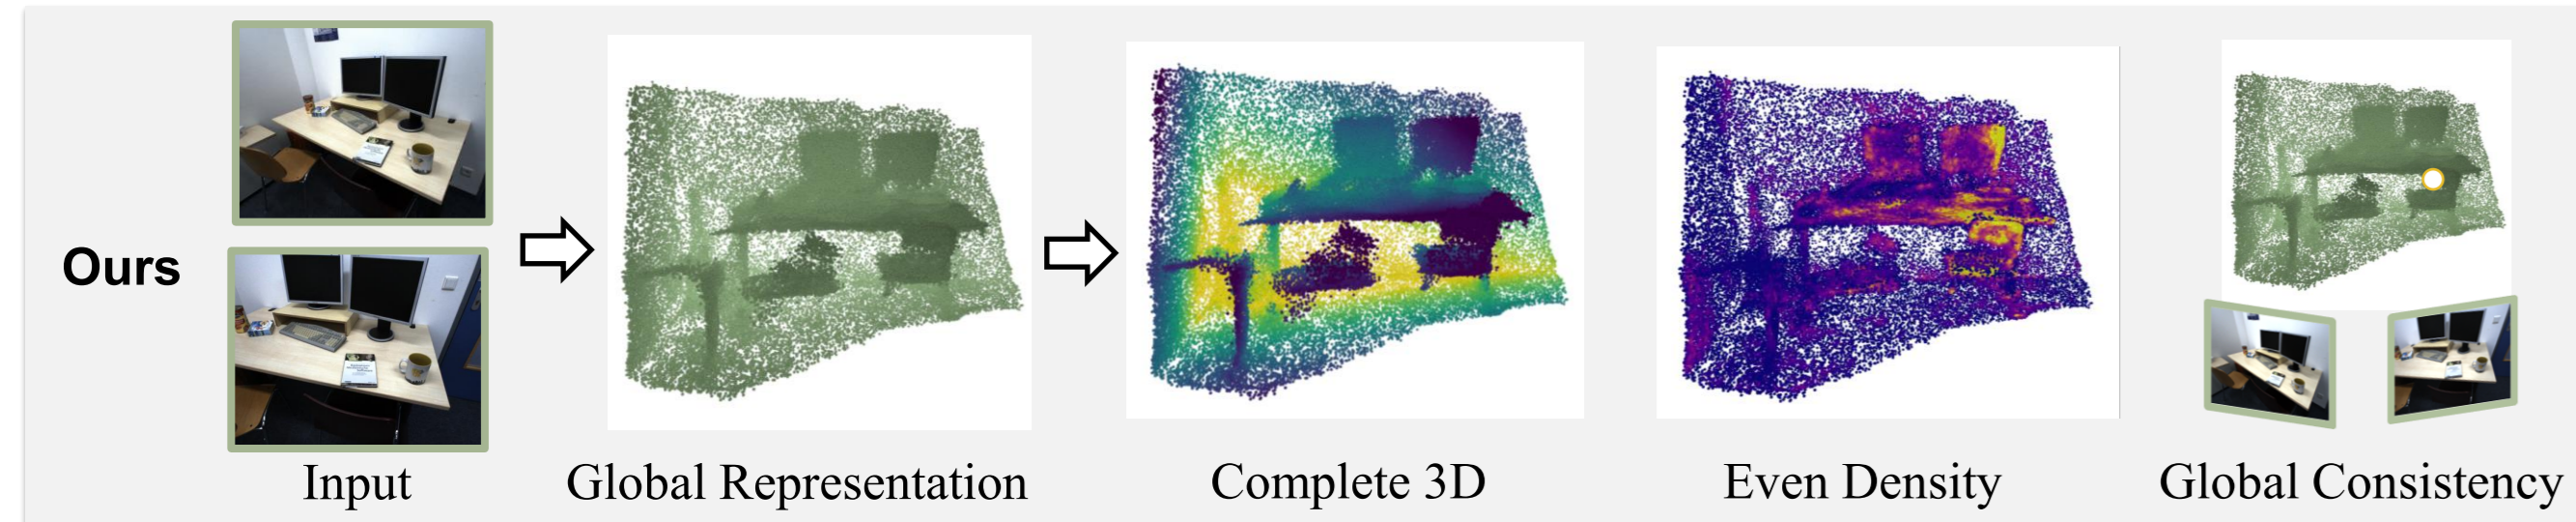 Ours
Input
Global Representation
Complete 3D
Even Density
Global Consistency